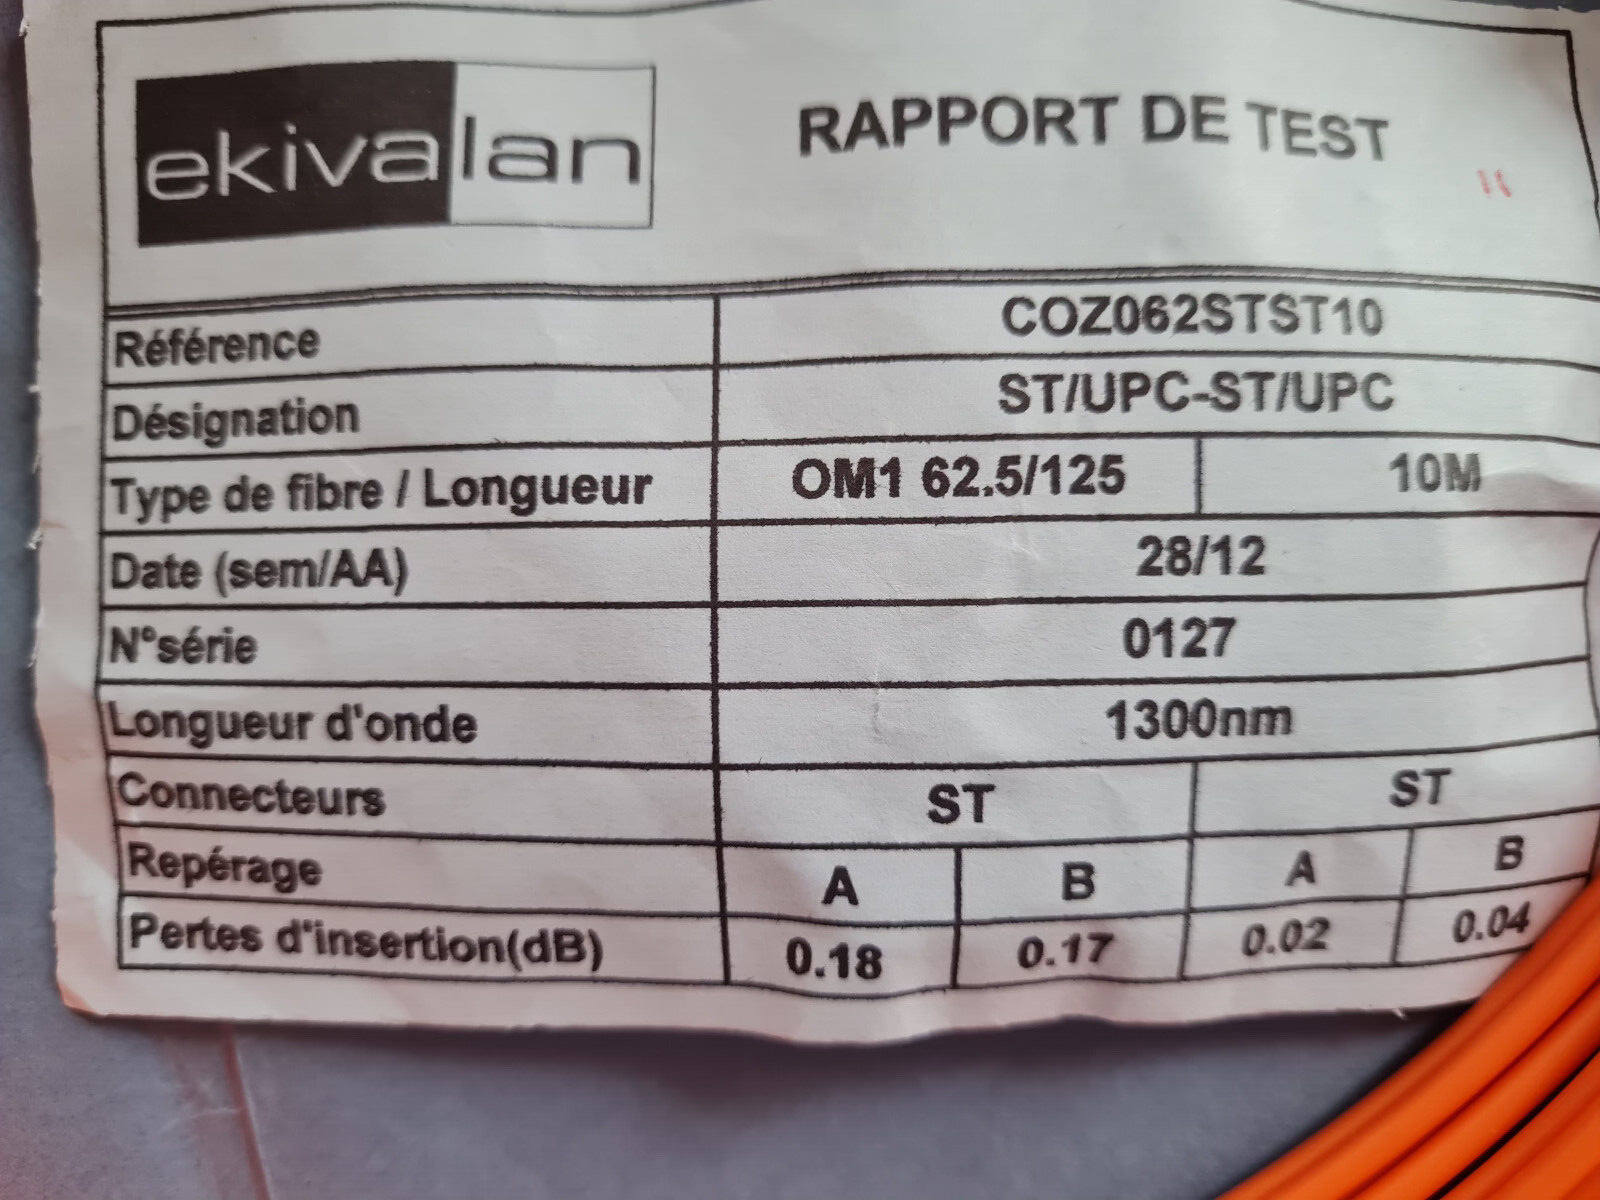 ekivalan
RAPPORT DE TEST
Référence COZ062STST10
Désignation ST/UPC-ST/UPC
Type de fibre / Longueur OM1 62.5/125 10M
Date (sem/AA) 28/12
N°série 0127
Longueur d'onde 1300nm
Connecteurs ST ST
Repérage A B A B
Pertes d'insertion(dB) 0.18 0.17 0.02 0.04